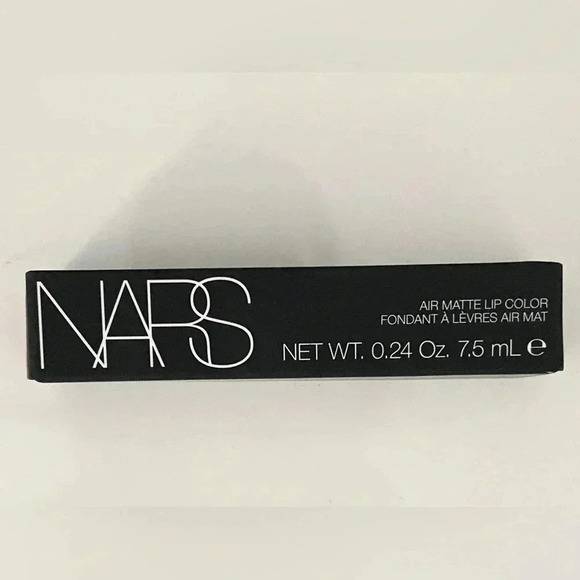 NARS
AIR MATTE LIP COLOR
FONDANT À LÈVRES AIR MAT
NET WT. 0.24 Oz. 7.5 mL ℮